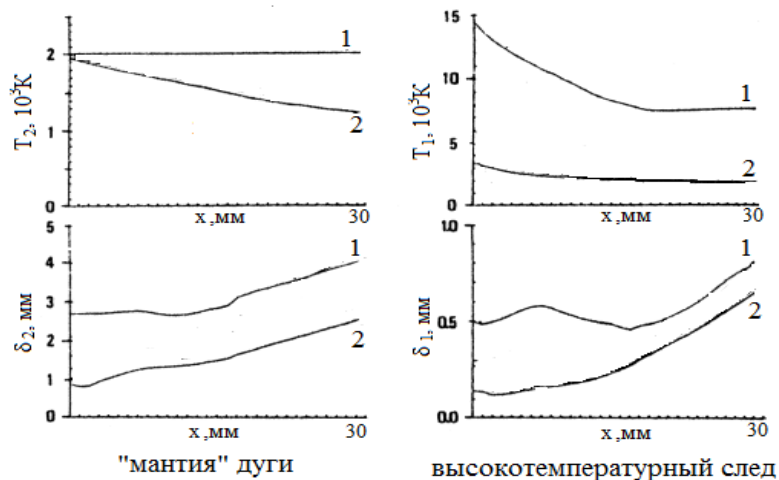 T₂, 10³K
2
1
0
1
2
x ,мм
30
T₁, 10³K
15
10
5
0
1
2
x ,мм
30
δ₂, мм
5
4
3
2
1
0
1
2
x ,мм
30
"мантия" дуги
δ₁, мм
1.0
0.5
0.0
1
2
x ,мм
30
высокотемпературный след